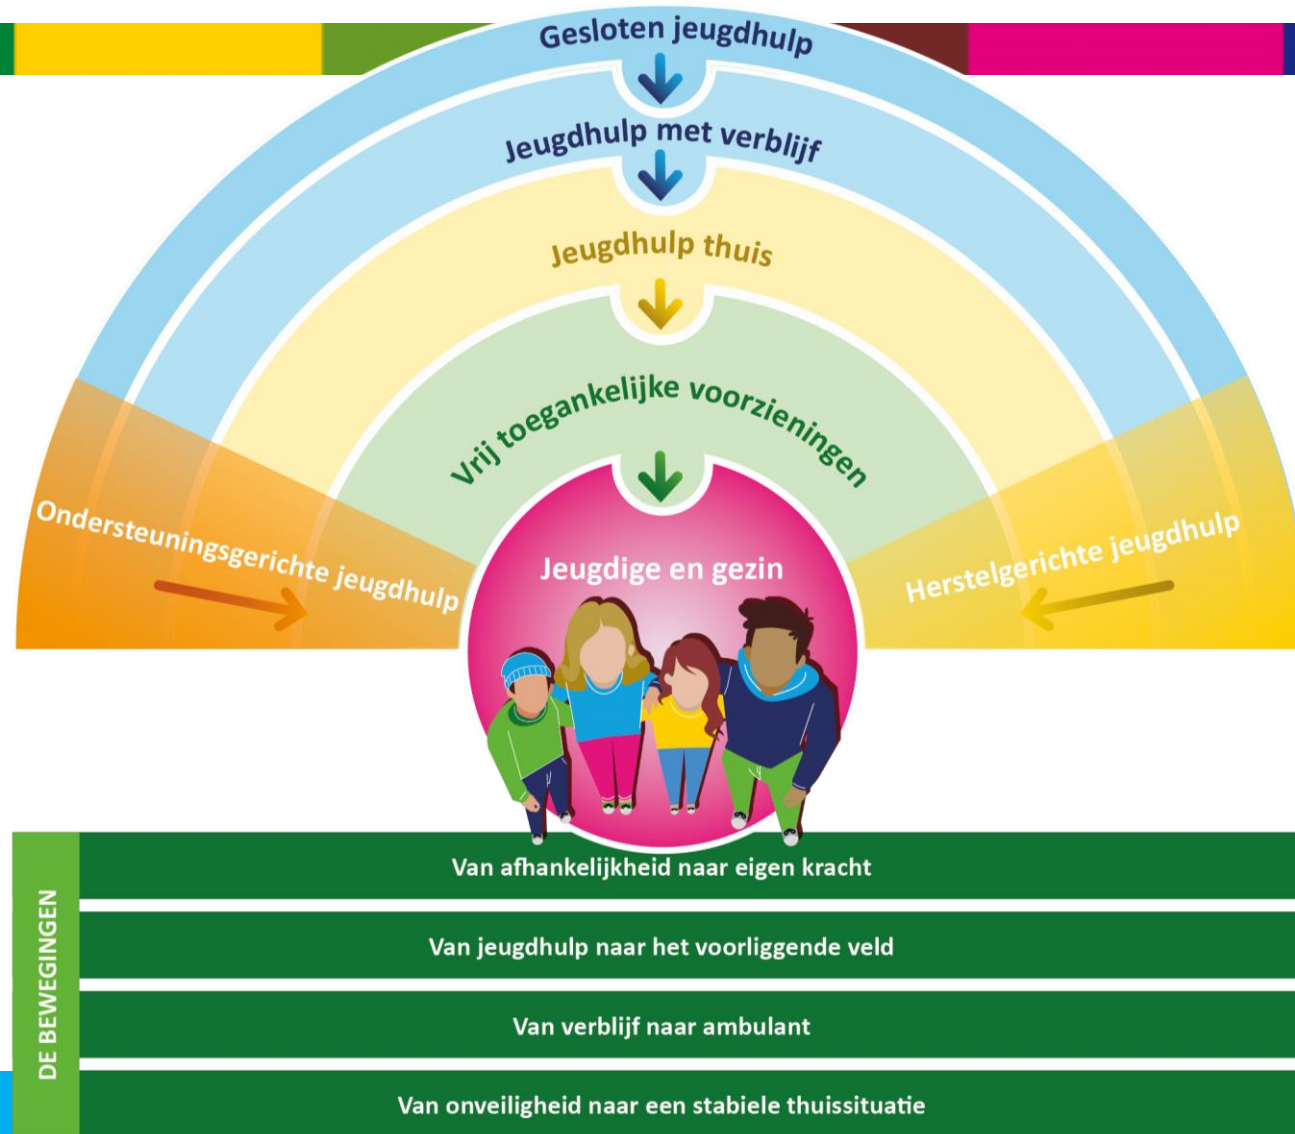 Gesloten jeugdhulp
Jeugdhulp met verblijf
Jeugdhulp thuis
Vrij toegankelijke voorzieningen
Ondersteuningsgerichte jeugdhulp
Herstelgerichte jeugdhulp
Jeugdige en gezin
DE BEWEGINGEN
Van afhankelijkheid naar eigen kracht
Van jeugdhulp naar het voorliggende veld
Van verblijf naar ambulant
Van onveiligheid naar een stabiele thuissituatie